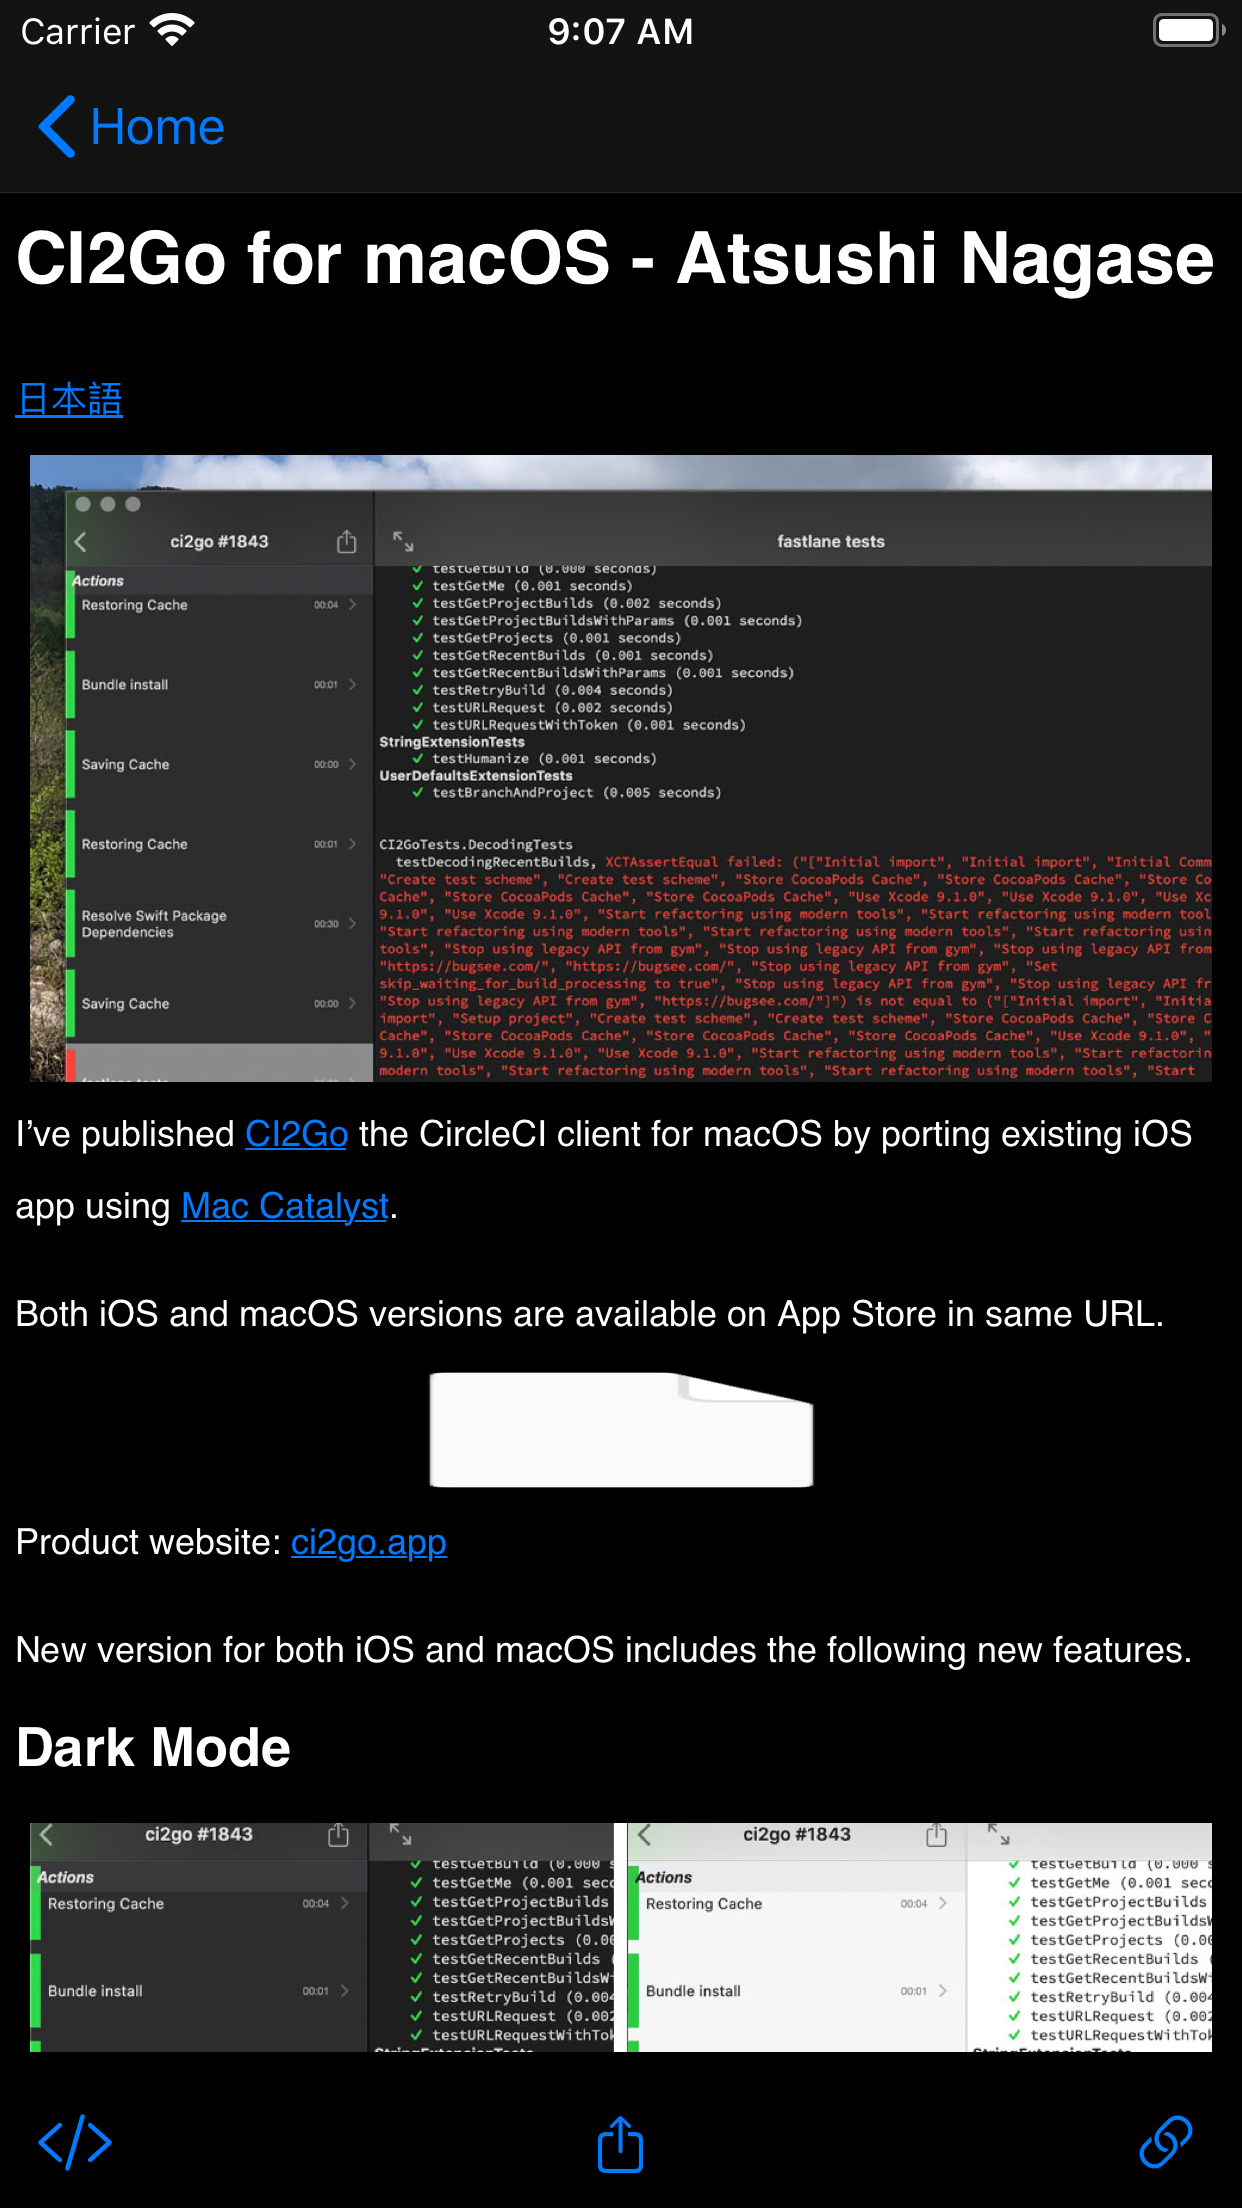 Carrier
9:07 AM
Home
CI2Go for macOS - Atsushi Nagase
日本語
ci2go #1843
fastlane tests
Actions
Restoring Cache 00:04
Bundle install 00:01
Saving Cache 00:00
Restoring Cache 00:01
Resolve Swift Package
Dependencies 00:30
Saving Cache 00:00
✓ testGetBuild (0.000 seconds)
✓ testGetMe (0.001 seconds)
✓ testGetProjectBuilds (0.002 seconds)
✓ testGetProjectBuildsWithParams (0.001 seconds)
✓ testGetProjects (0.001 seconds)
✓ testGetRecentBuilds (0.001 seconds)
✓ testGetRecentBuildsWithParams (0.001 seconds)
✓ testRetryBuild (0.004 seconds)
✓ testURLRequest (0.002 seconds)
✓ testURLRequestWithToken (0.001 seconds)
StringExtensionTests
✓ testHumanize (0.001 seconds)
UserDefaultsExtensionTests
✓ testBranchAndProject (0.005 seconds)
CI2GoTests.DecodingTests
testDecodingRecentBuilds, XCTAssertEqual failed: ("["Initial import", "Initial import", "Initial Comm
"Create test scheme", "Create test scheme", "Store CocoaPods Cache", "Store CocoaPods Cache", "Store Co
Cache", "Store CocoaPods Cache", "Store CocoaPods Cache", "Use Xcode 9.1.0", "Use Xcode 9.1.0", "Use Xc
9.1.0", "Use Xcode 9.1.0", "Start refactoring using modern tools", "Start refactoring using modern tool
"Start refactoring using modern tools", "Start refactoring using modern tools", "Start refactoring usin
tools", "Stop using legacy API from gym", "Stop using legacy API from gym", "Stop using legacy API from
"https://bugsee.com/", "https://bugsee.com/", "Stop using legacy API from gym", "Set
skip_waiting_for_build_processing to true", "Stop using legacy API from gym", "Stop using legacy API fr
"Stop using legacy API from gym", "https://bugsee.com/"]") is not equal to ("["Initial import", "Initia
import", "Setup project", "Create test scheme", "Create test scheme", "Store CocoaPods Cache", "Store C
Cache", "Store CocoaPods Cache", "Store CocoaPods Cache", "Store CocoaPods Cache", "Use Xcode 9.1.0", "
9.1.0", "Use Xcode 9.1.0", "Use Xcode 9.1.0", "Start refactoring using modern tools", "Start refactorin
modern tools", "Start refactoring using modern tools", "Start refactoring using modern tools", "Start
I've published CI2Go the CircleCI client for macOS by porting existing iOS
app using Mac Catalyst.
Both iOS and macOS versions are available on App Store in same URL.
Product website: ci2go.app
New version for both iOS and macOS includes the following new features.
Dark Mode
ci2go #1843
Actions
Restoring Cache 00:04
Bundle install 00:01
✓ testGetBuild (0.000 s
✓ testGetMe (0.001 seco
✓ testGetProjectBuilds
✓ testGetProjectBuildsW
✓ testGetProjects (0.00
✓ testGetRecentBuilds (
✓ testGetRecentBuildsWi
✓ testRetryBuild (0.004
✓ testURLRequest (0.002
✓ testURLRequestWithTok
StringExtensionTests
ci2go #1843
Actions
Restoring Cache 00:04
Bundle install 00:01
✓ testGetBuild (0.000 s
✓ testGetMe (0.001 seco
✓ testGetProjectBuilds
✓ testGetProjectBuildsW
✓ testGetProjects (0.00
✓ testGetRecentBuilds (
✓ testGetRecentBuildsWi
✓ testRetryBuild (0.004
✓ testURLRequest (0.002
✓ testURLRequestWithTok
StringExtensionTests